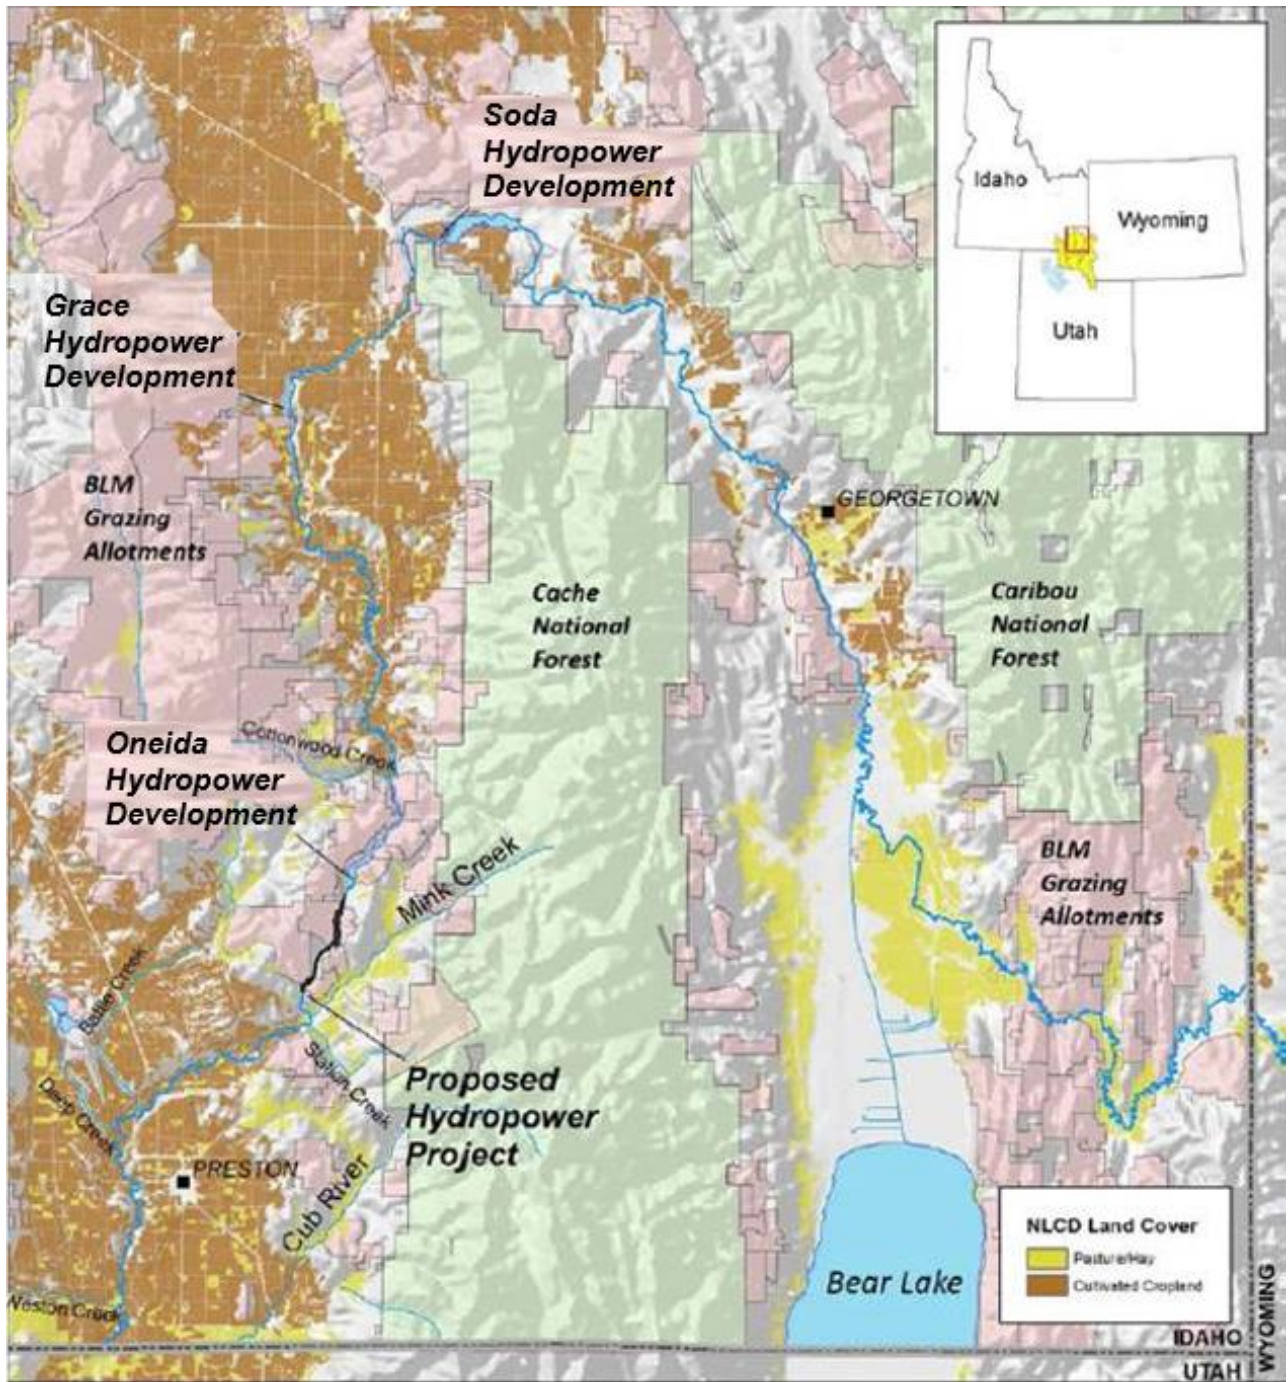 Soda
Hydropower
Development
Idaho
Wyoming
Utah
Grace
Hydropower
Development
BLM
Grazing
Allotments
GEORGETOWN
Cache
National
Forest
Caribou
National
Forest
Oneida
Hydropower
Development
Cottonwood Creek
Mink Creek
BLM
Grazing
Allotments
Battle Creek
Station Creek
Deep Creek
Proposed
Hydropower
Project
PRESTON
Cub River
Weston Creek
Bear Lake
NLCD Land Cover
Pasture/Hay
Cultivated Cropland
IDAHO
UTAH
WYOMING